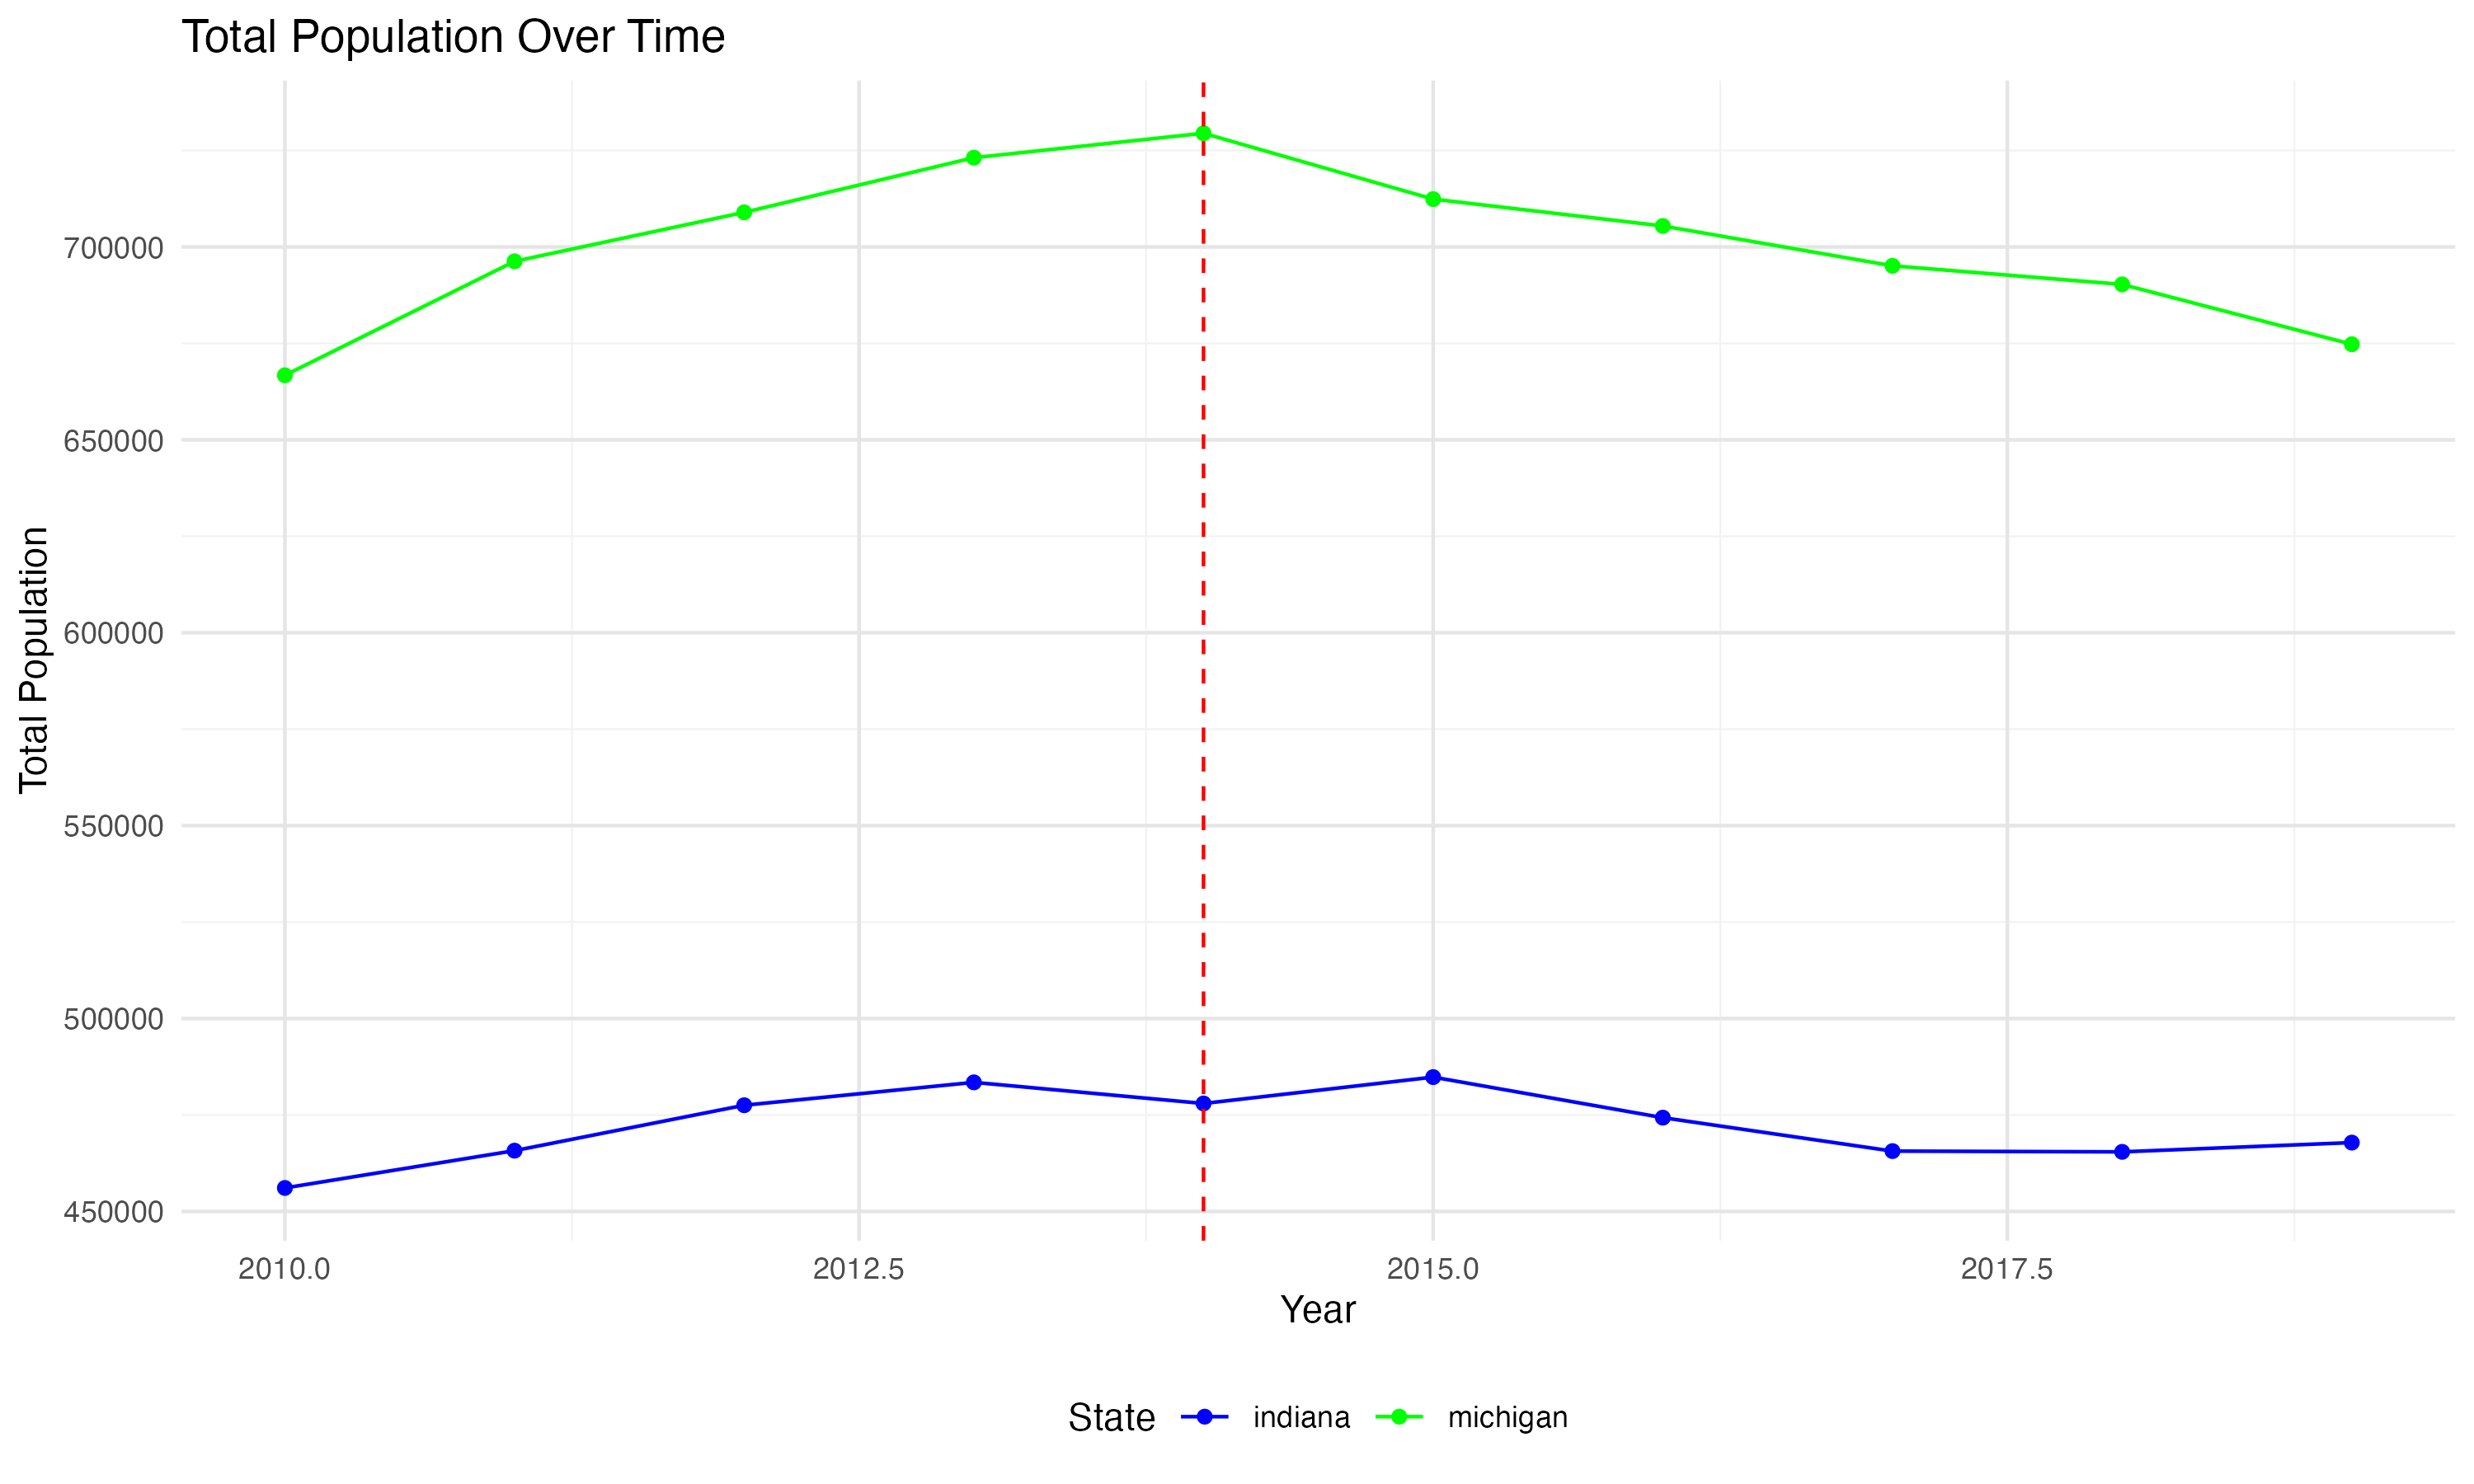 Total Population Over Time
Total Population
700000
650000
600000
550000
500000
450000
2010.0 2012.5 2015.0 2017.5
Year
State indiana michigan